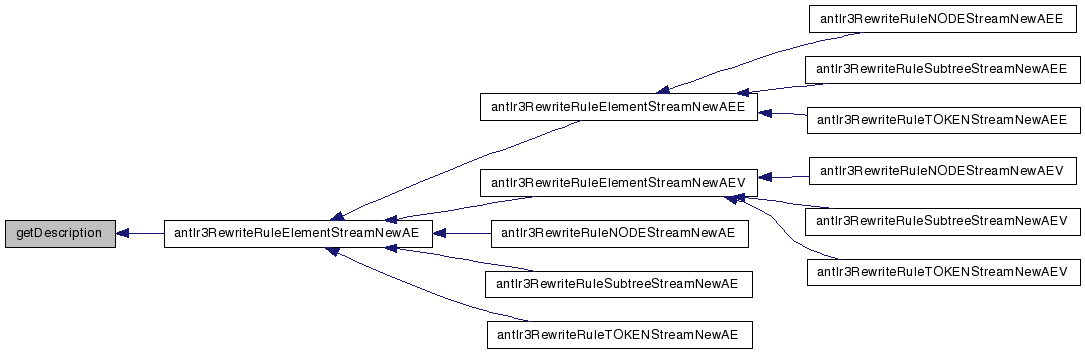 getDescription
antlr3RewriteRuleElementStreamNewAE
antlr3RewriteRuleElementStreamNewAEE
antlr3RewriteRuleNODEStreamNewAEE
antlr3RewriteRuleSubtreeStreamNewAEE
antlr3RewriteRuleTOKENStreamNewAEE
antlr3RewriteRuleElementStreamNewAEV
antlr3RewriteRuleNODEStreamNewAEV
antlr3RewriteRuleSubtreeStreamNewAEV
antlr3RewriteRuleTOKENStreamNewAEV
antlr3RewriteRuleNODEStreamNewAE
antlr3RewriteRuleSubtreeStreamNewAE
antlr3RewriteRuleTOKENStreamNewAE